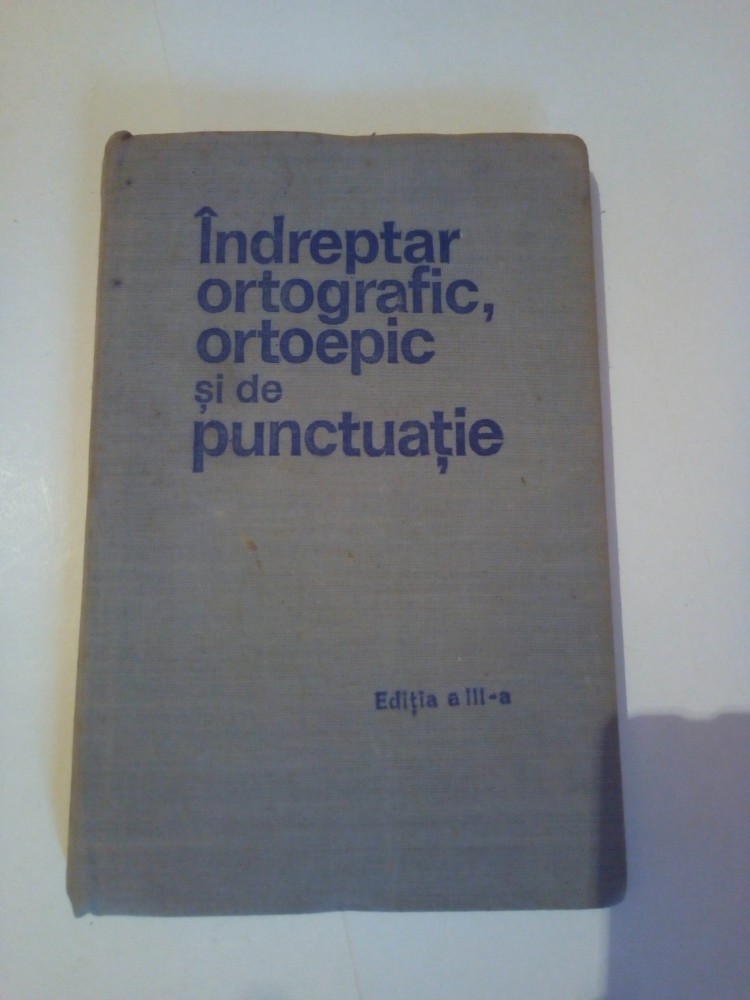 Îndreptar
ortografic,
ortoepic
și de
punctuație
Ediția a III-a